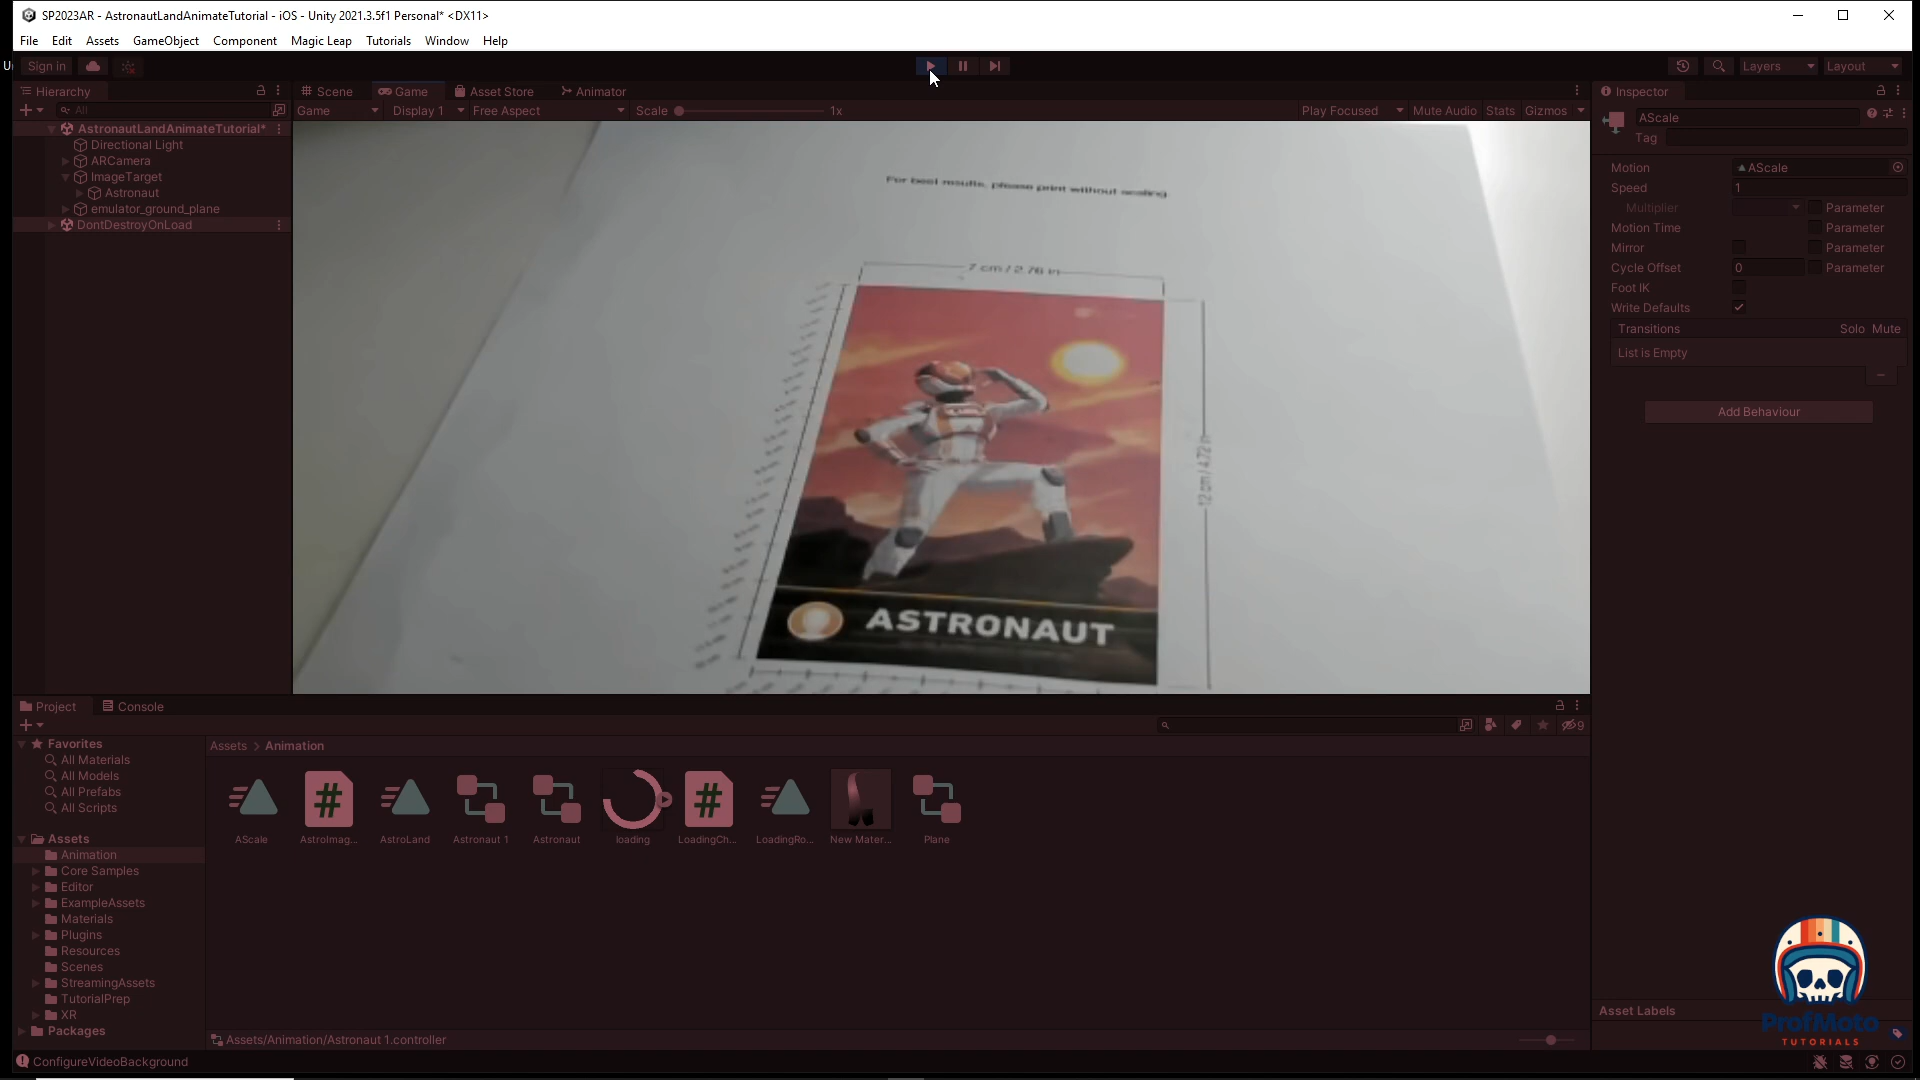 SP2023AR - AstronautLandAnimateTutorial - iOS - Unity 2021.3.5f1 Personal* <DX11>
File Edit Assets GameObject Component Magic Leap Tutorials Window Help
Sign in Layers Layout
Hierarchy Scene Game Asset Store Animator Inspector
All Game Display 1 Free Aspect Scale 1x Play Focused Mute Audio Stats Gizmos
AScale
Tag
AstronautLandAnimateTutorial*
Directional Light
ARCamera
ImageTarget
Astronaut
emulator_ground_plane
DontDestroyOnLoad
For best results, please print without scaling.
7 cm / 2.76 in
12 cm / 4.72 in
ASTRONAUT
Motion AScale
Speed 1
Multiplier Parameter
Motion Time Parameter
Mirror Parameter
Cycle Offset 0 Parameter
Foot IK
Write Defaults
Transitions Solo Mute
List is Empty
Add Behaviour
Project Console
9
Favorites
All Materials
All Models
All Prefabs
All Scripts
Assets
Animation
Core Samples
Editor
ExampleAssets
Materials
Plugins
Resources
Scenes
StreamingAssets
TutorialPrep
XR
Packages
Assets > Animation
AScale AstroImag... AstroLand Astronaut 1 Astronaut loading LoadingCh... LoadingRo... New Mater... Plane
Assets/Animation/Astronaut 1.controller
Asset Labels
ProfMoto
TUTORIALS
ConfigureVideoBackground